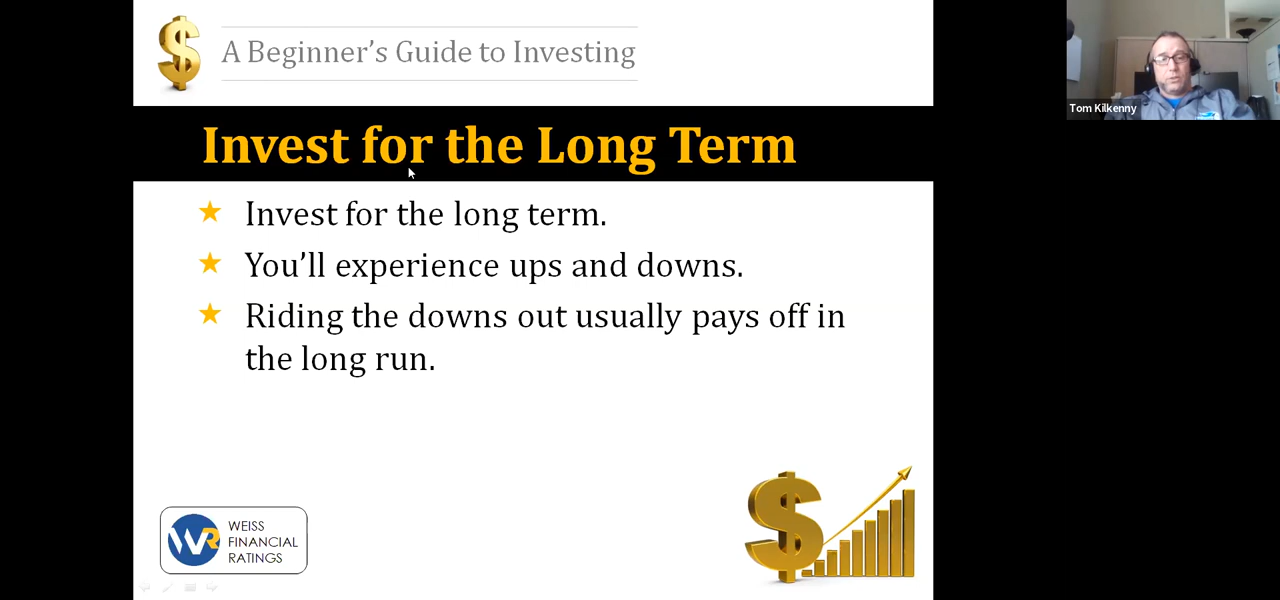 A Beginner’s Guide to Investing
Tom Kilkenny
Invest for the Long Term
Invest for the long term.
You’ll experience ups and downs.
Riding the downs out usually pays off in
the long run.
WR
WEISS
FINANCIAL
RATINGS